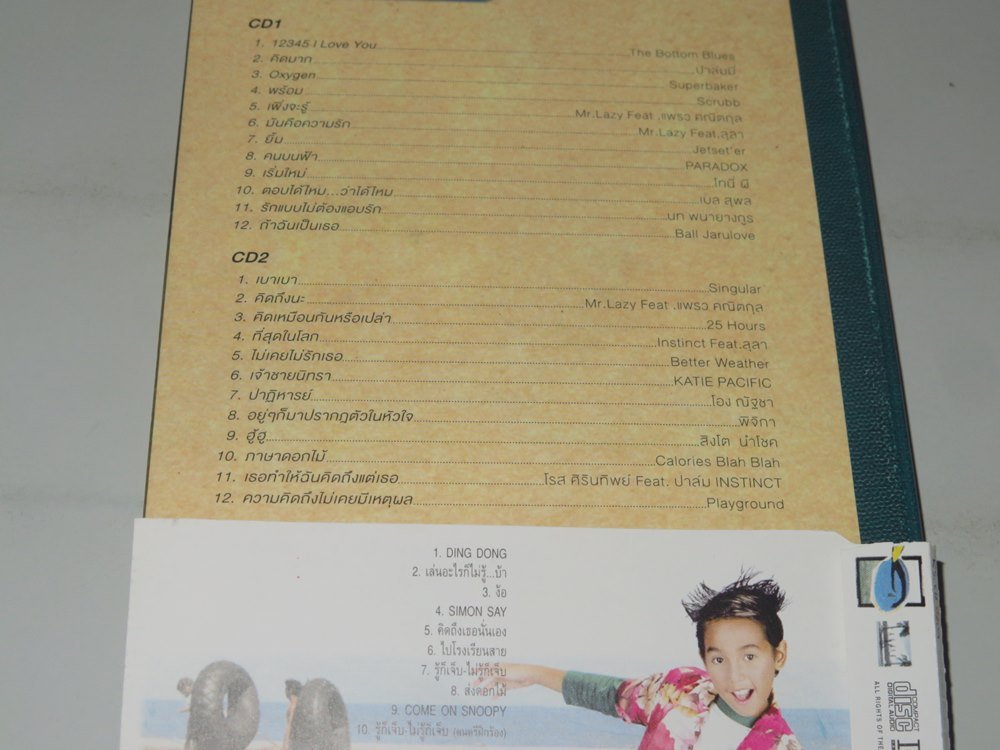 CD1
1. 12345 I Love You The Bottom Blues
2. คิดมาก ปาล์มมี่
3. Oxygen Superbaker
4. พร้อม Scrubb
5. เพิ่งจะรู้ Mr.Lazy Feat .แพรว คณิตกุล
6. มันคือความรัก Mr.Lazy Feat.สุลา
7. ยิ้ม Jetset'er
8. คนบนฟ้า PARADOX
9. เริ่มใหม่ โทนี่ ผี
10. ตอบได้ไหม...ว่าได้ไหม เบล สุพล
11. รักแบบไม่ต้องแอบรัก นท พนายางกูร
12. ถ้าฉันเป็นเธอ Ball Jarulove
CD2
1. เบาเบา Singular
2. คิดถึงนะ Mr.Lazy Feat .แพรว คณิตกุล
3. คิดเหมือนกันหรือเปล่า 25 Hours
4. ที่สุดในโลก Instinct Feat.สุลา
5. ไม่เคยไม่รักเธอ Better Weather
6. เจ้าชายนิทรา KATIE PACIFIC
7. ปาฏิหารย์ โอง ณัฐชา
8. อยู่ๆก็มาปรากฏตัวในหัวใจ พิจิกา
9. ฮู้ฮู สิงโต นำโชค
10. ภาษาดอกไม้ Calories Blah Blah
11. เธอทำให้ฉันคิดถึงแต่เธอ โรส ศิรินทิพย์ Feat. ปาล์ม INSTINCT
12. ความคิดถึงไม่เคยมีเหตุผล Playground
1. DING DONG
2. เล่นอะไรก็ไม่รู้...บ้า
3. ง้อ
4. SIMON SAY
5. คิดถึงเธอนั่นเอง
6. ไปโรงเรียนสาย
7. รู้ก็เจ็บ-ไม่รู้ก็เจ็บ
8. ส่งดอกไม้
9. COME ON SNOOPY
10. รู้ก็เจ็บ-ไม่รู้ก็เจ็บ (ดนตรีฝึกร้อง)
COMPACT
disc
DIGITAL AUDIO
ALL RIGHTS OF THE